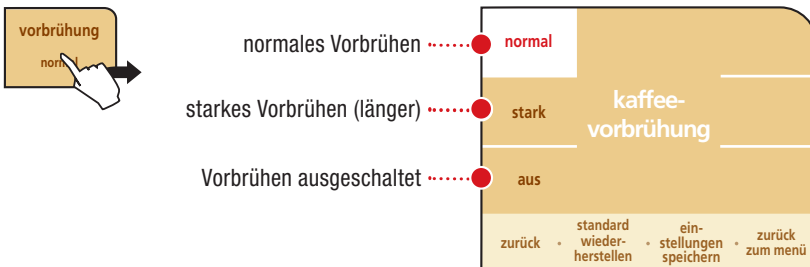 vorbrühung
normal
normales Vorbrühen
starkes Vorbrühen (länger)
Vorbrühen ausgeschaltet
normal
stark
aus
kaffee-
vorbrühung
zurück
standard
wieder-
herstellen
ein-
stellungen
speichern
zurück
zum menü